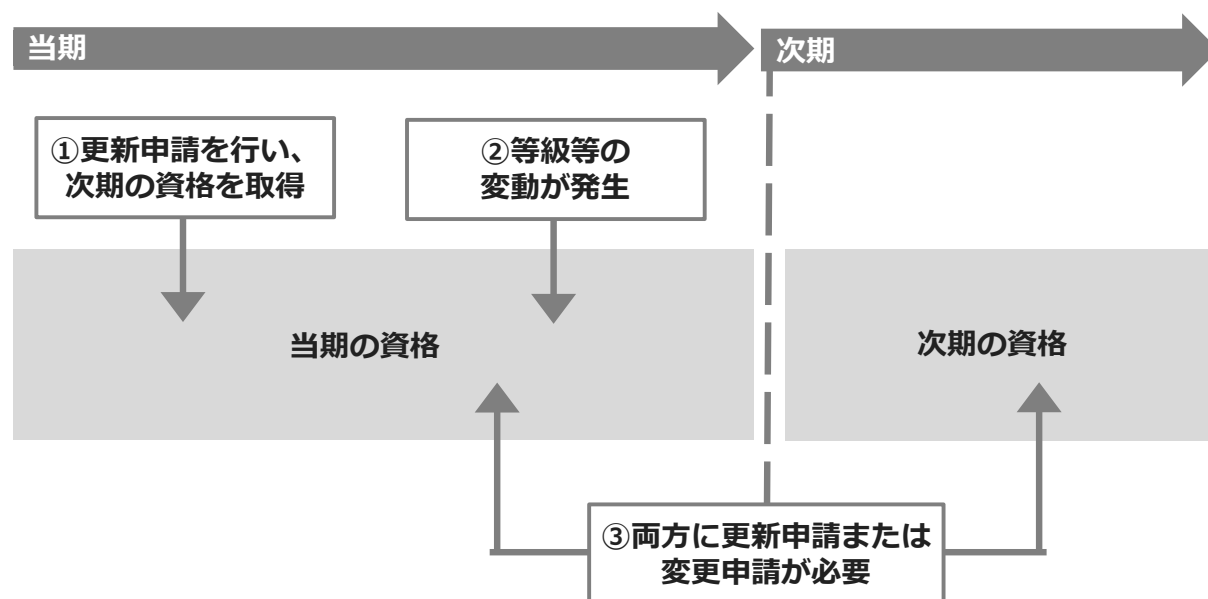 当期
次期
①更新申請を行い、
次期の資格を取得
②等級等の
変動が発生
当期の資格
次期の資格
③両方に更新申請または
変更申請が必要